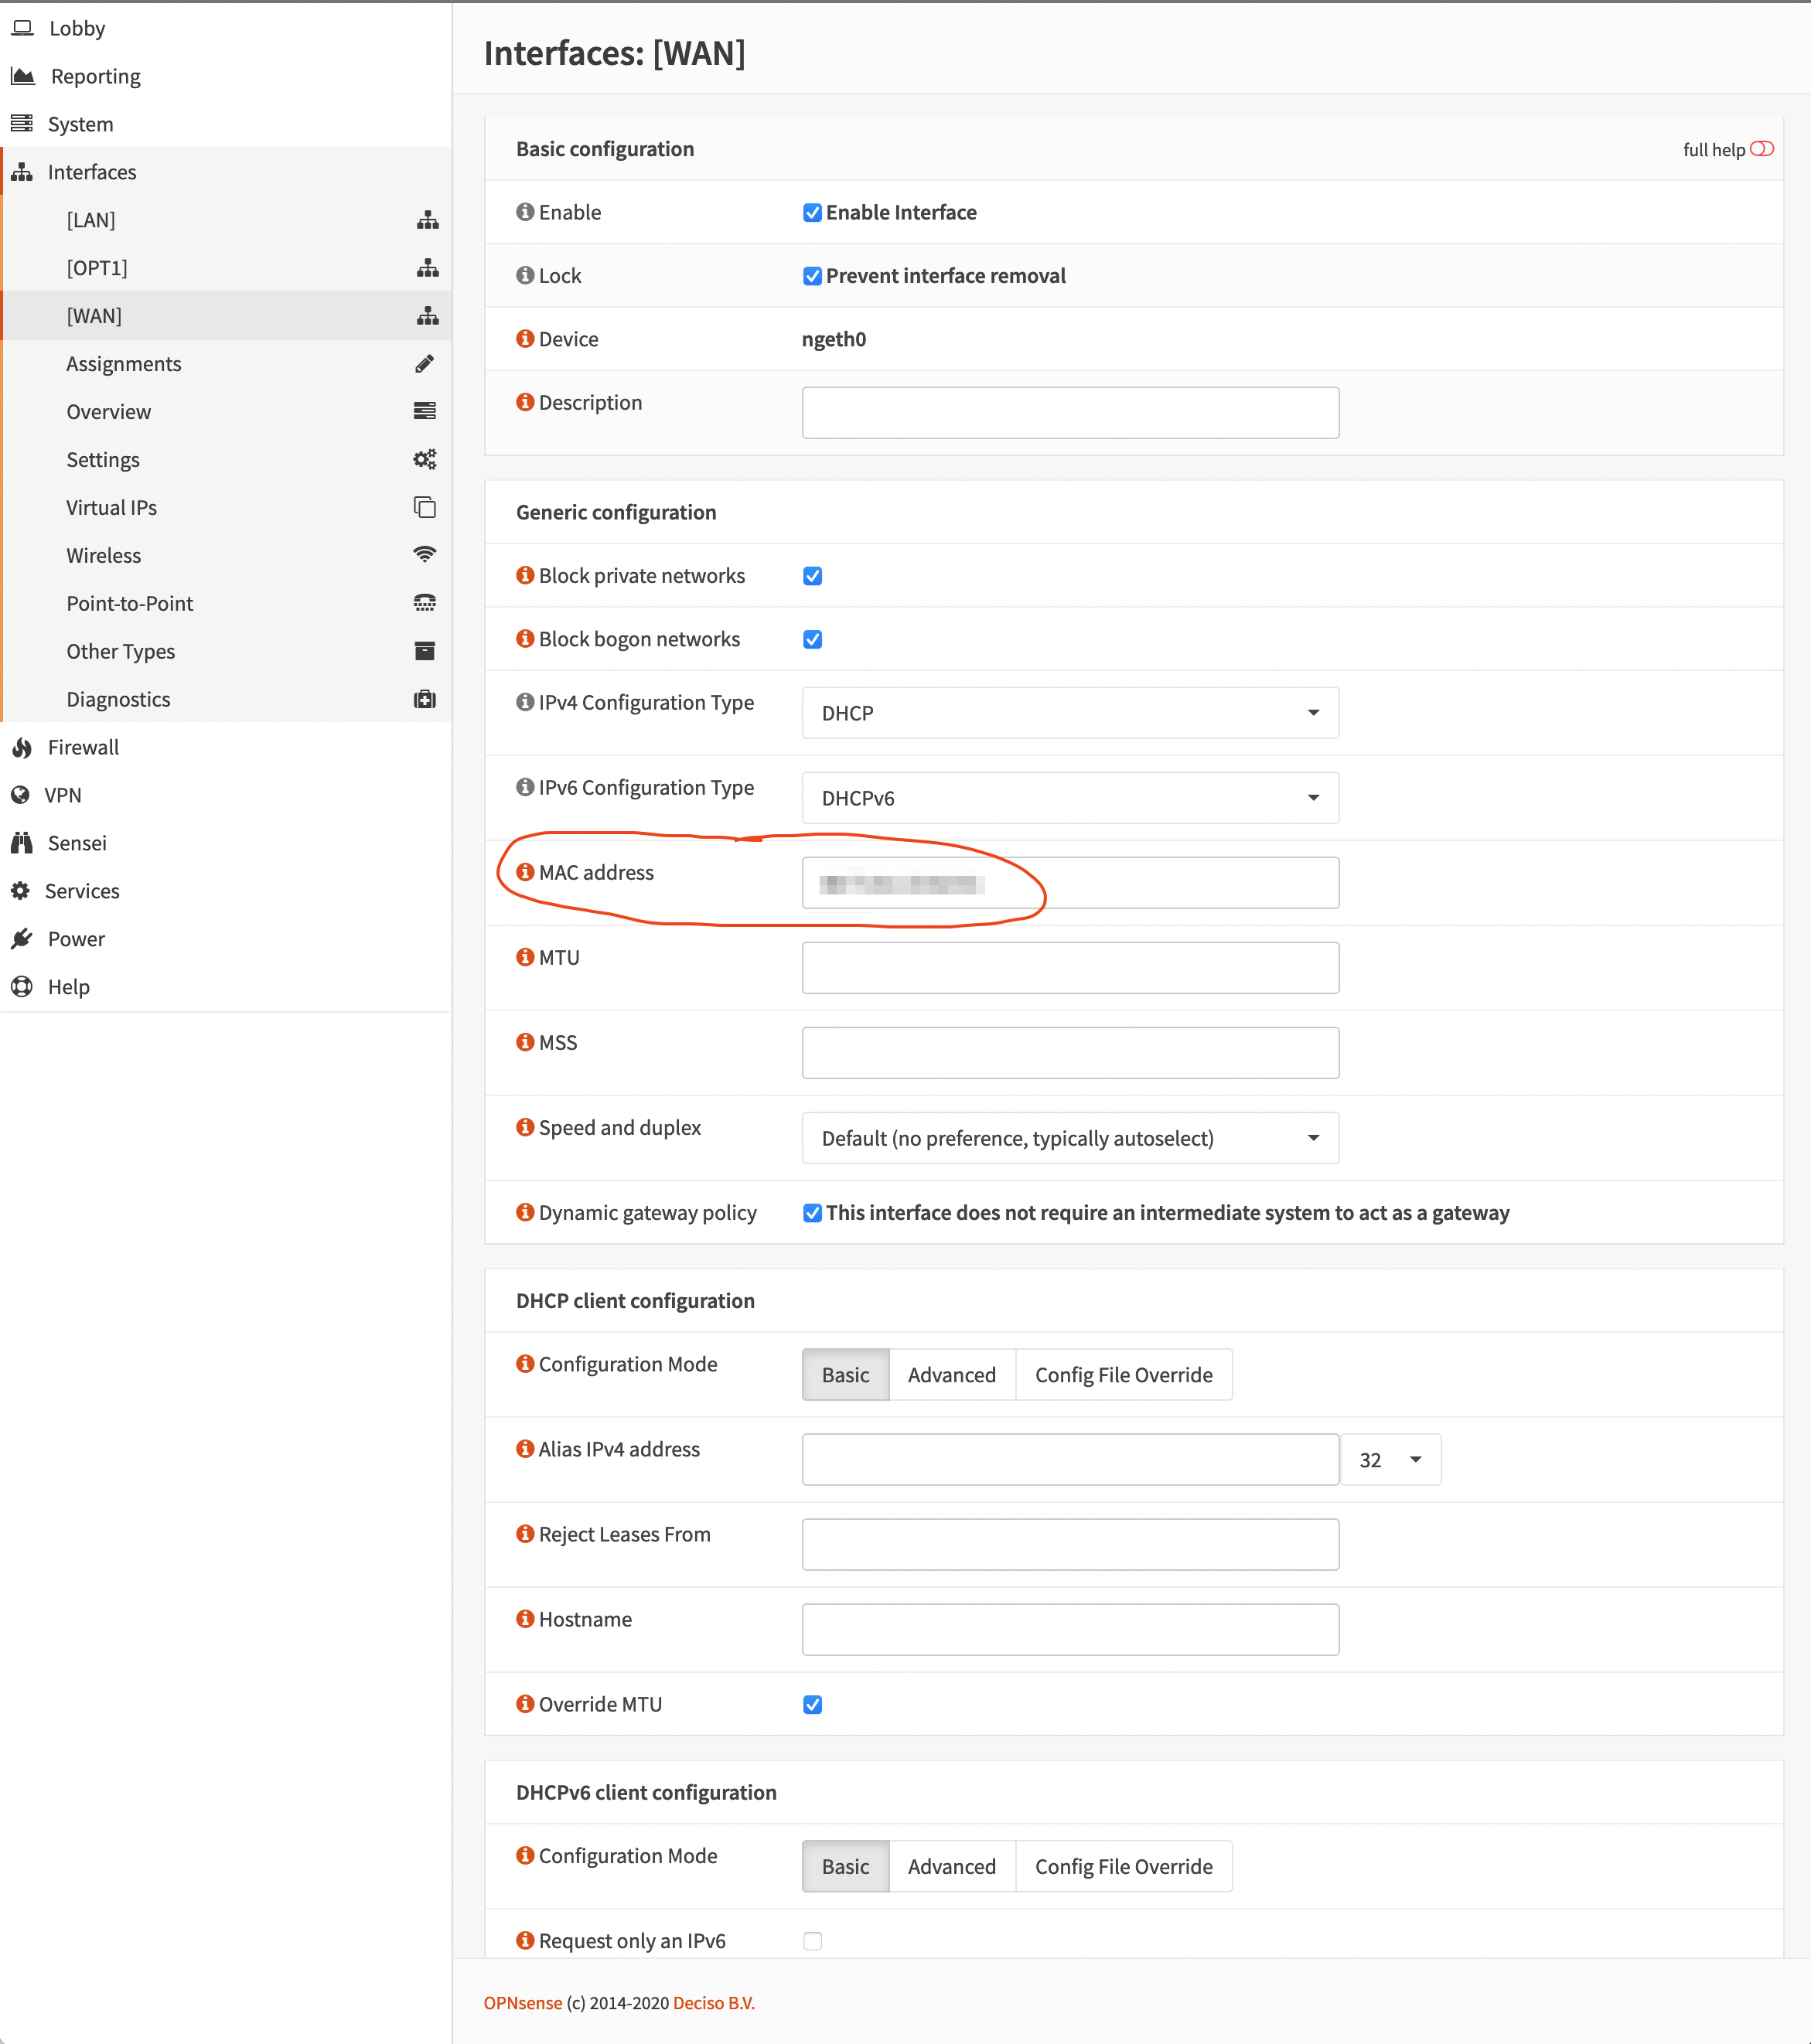 Lobby
Reporting
System
Interfaces
[LAN]
[OPT1]
[WAN]
Assignments
Overview
Settings
Virtual IPs
Wireless
Point-to-Point
Other Types
Diagnostics
Firewall
VPN
Sensei
Services
Power
Help
Interfaces: [WAN]
Basic configuration
full help
Enable
Enable Interface
Lock
Prevent interface removal
Device
ngeth0
Description
Generic configuration
Block private networks
Block bogon networks
IPv4 Configuration Type
DHCP
IPv6 Configuration Type
DHCPv6
MAC address
MTU
MSS
Speed and duplex
Default (no preference, typically autoselect)
Dynamic gateway policy
This interface does not require an intermediate system to act as a gateway
DHCP client configuration
Configuration Mode
Basic Advanced Config File Override
Alias IPv4 address
32
Reject Leases From
Hostname
Override MTU
DHCPv6 client configuration
Configuration Mode
Basic Advanced Config File Override
Request only an IPv6
OPNsense (c) 2014-2020 Deciso B.V.